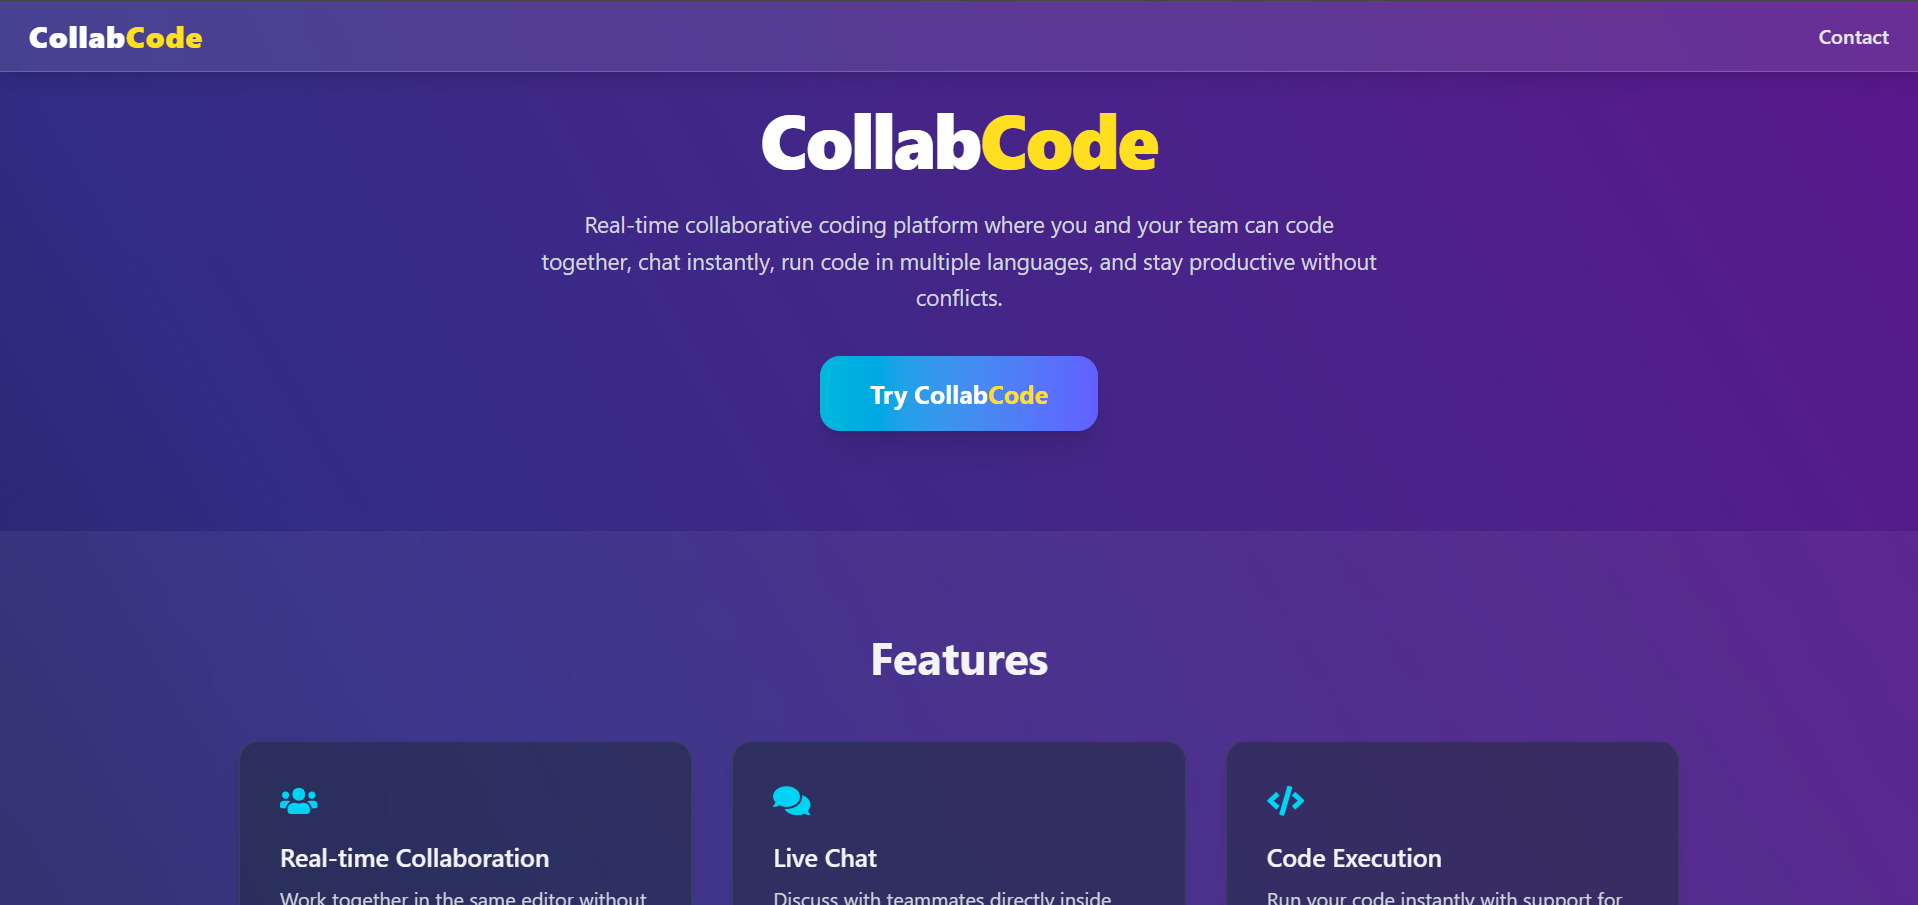 CollabCode
Contact
CollabCode
Real-time collaborative coding platform where you and your team can code
together, chat instantly, run code in multiple languages, and stay productive without
conflicts.
Try CollabCode
Features
Real-time Collaboration
Live Chat
Code Execution
Work together in the same editor without
Discuss with teammates directly inside
Run your code instantly with support for